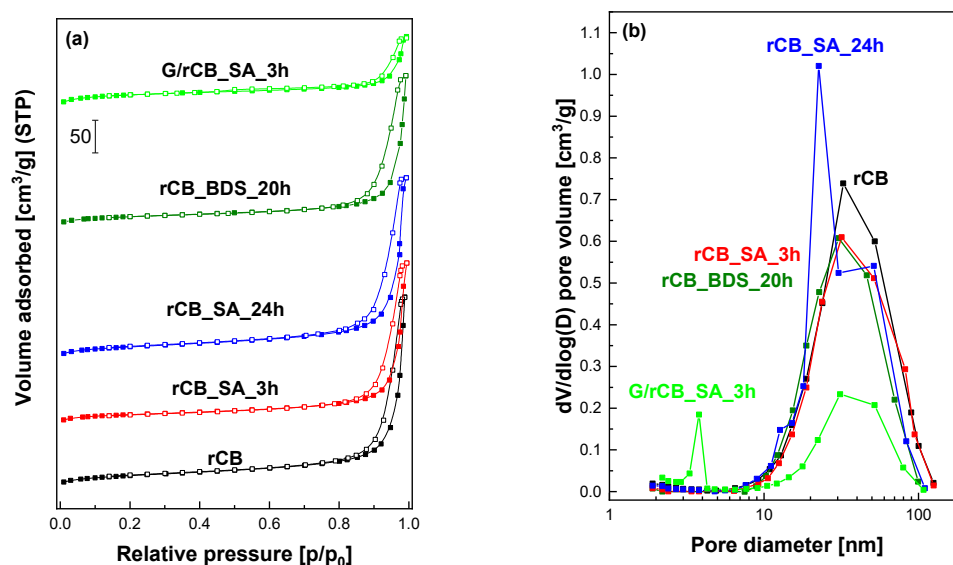 (a)
G/rCB_SA_3h
50
rCB_BDS_20h
rCB_SA_24h
rCB_SA_3h
rCB
Volume adsorbed [cm³/g] (STP)
0.0 0.2 0.4 0.6 0.8 1.0
Relative pressure [p/p₀]
(b)
rCB_SA_24h
rCB
rCB_SA_3h
rCB_BDS_20h
G/rCB_SA_3h
dV/dlog(D) pore volume [cm³/g]
1.1
1.0
0.9
0.8
0.7
0.6
0.5
0.4
0.3
0.2
0.1
0.0
1 10 100
Pore diameter [nm]